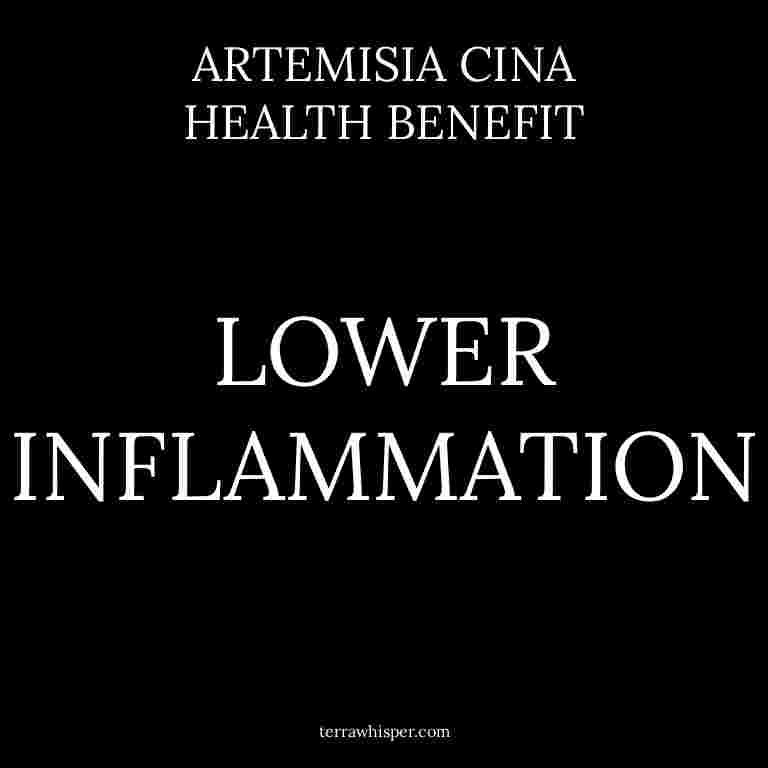 ARTEMISIA CINA
HEALTH BENEFIT
LOWER
INFLAMMATION
terrawhisper.com